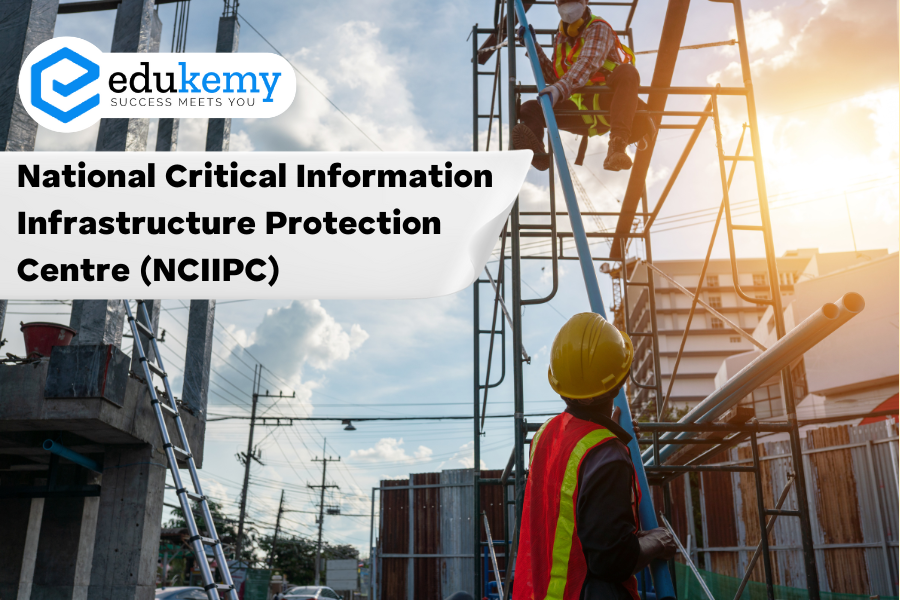 edukemy
SUCCESS MEETS YOU
National Critical Information
Infrastructure Protection
Centre (NCIIPC)